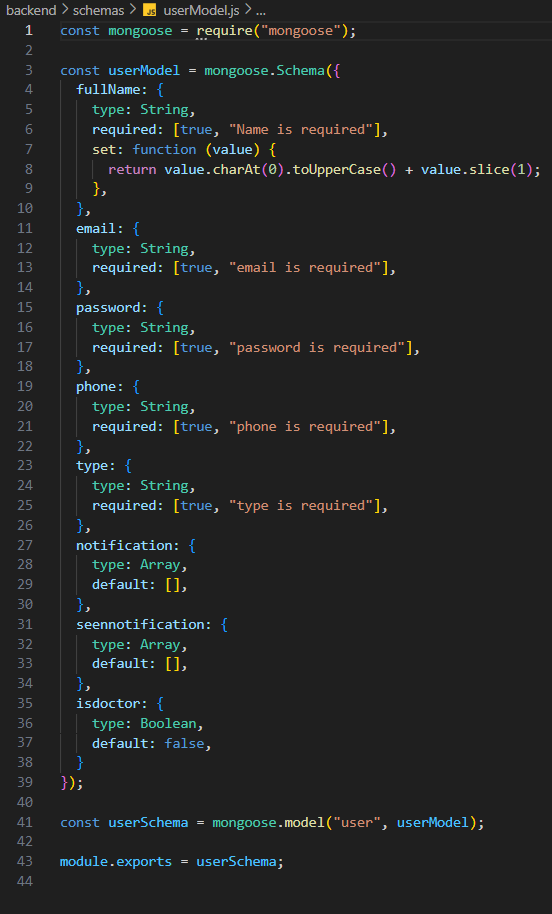 backend > schemas > JS userModel.js > ...
1 const mongoose = require("mongoose");
2
3 const userModel = mongoose.Schema({
4   fullName: {
5     type: String,
6     required: [true, "Name is required"],
7     set: function (value) {
8       return value.charAt(0).toUpperCase() + value.slice(1);
9     },
10   },
11   email: {
12     type: String,
13     required: [true, "email is required"],
14   },
15   password: {
16     type: String,
17     required: [true, "password is required"],
18   },
19   phone: {
20     type: String,
21     required: [true, "phone is required"],
22   },
23   type: {
24     type: String,
25     required: [true, "type is required"],
26   },
27   notification: {
28     type: Array,
29     default: [],
30   },
31   seennotification: {
32     type: Array,
33     default: [],
34   },
35   isdoctor: {
36     type: Boolean,
37     default: false,
38   }
39 });
40
41 const userSchema = mongoose.model("user", userModel);
42
43 module.exports = userSchema;
44